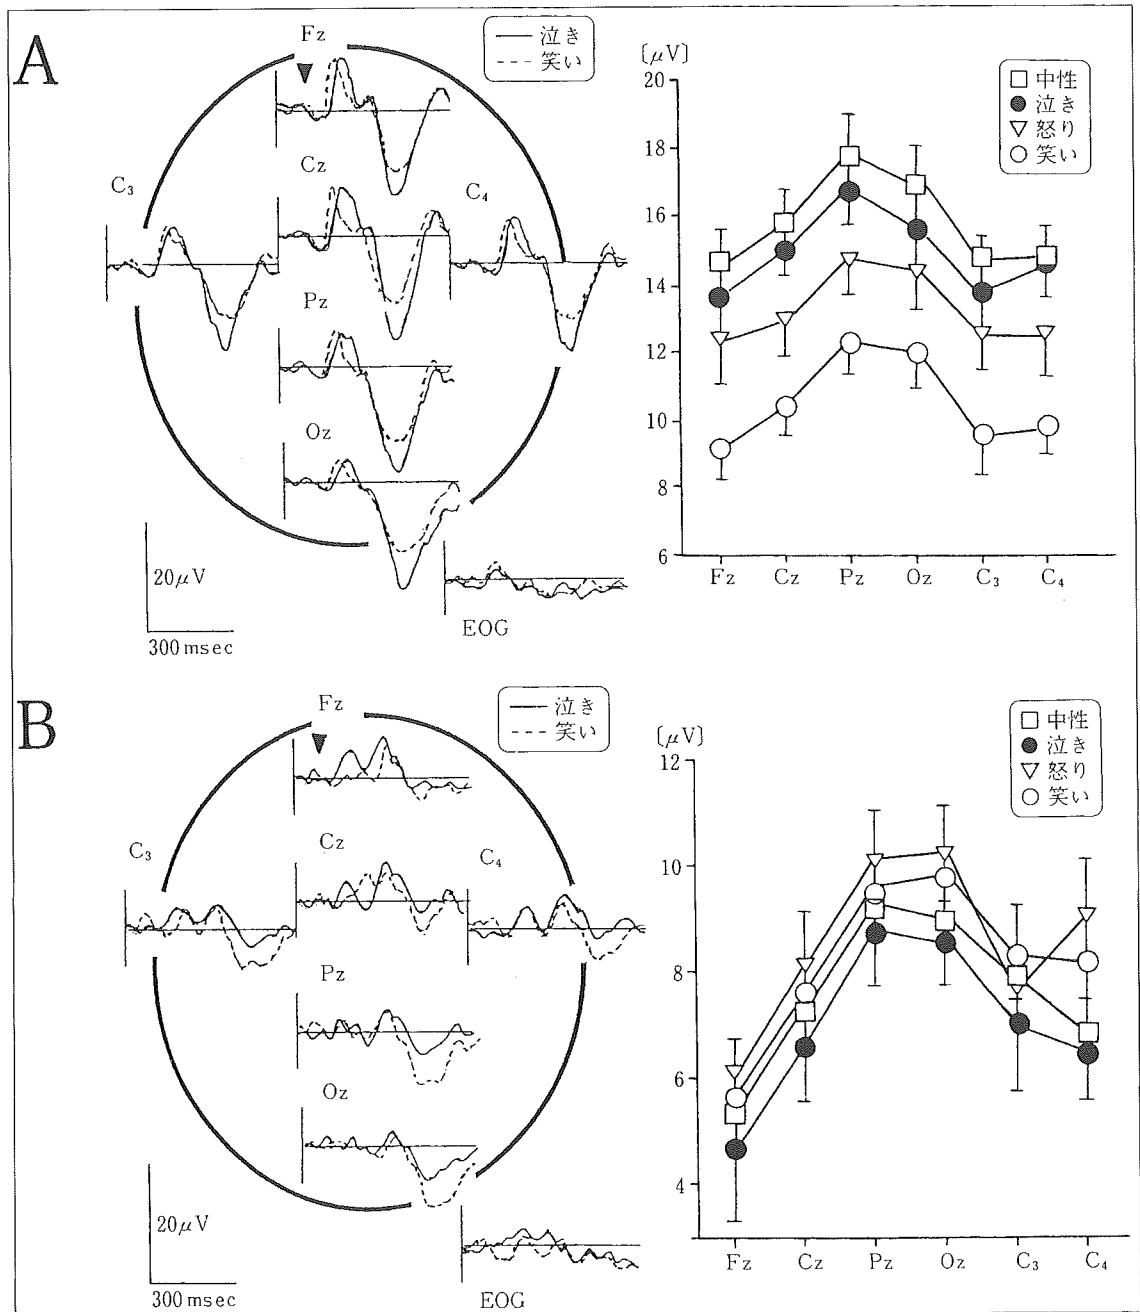 A
Fz
泣き
笑い
Cz
C₃
C₄
Pz
Oz
20μV
300msec
EOG
[μV]
20
18
16
14
12
10
8
6
中性
泣き
怒り
笑い
Fz Cz Pz Oz C₃ C₄
B
Fz
泣き
笑い
C₃
Cz
C₄
Pz
Oz
20μV
300msec
EOG
[μV]
12
10
8
6
4
中性
泣き
怒り
笑い
Fz Cz Pz Oz C₃ C₄